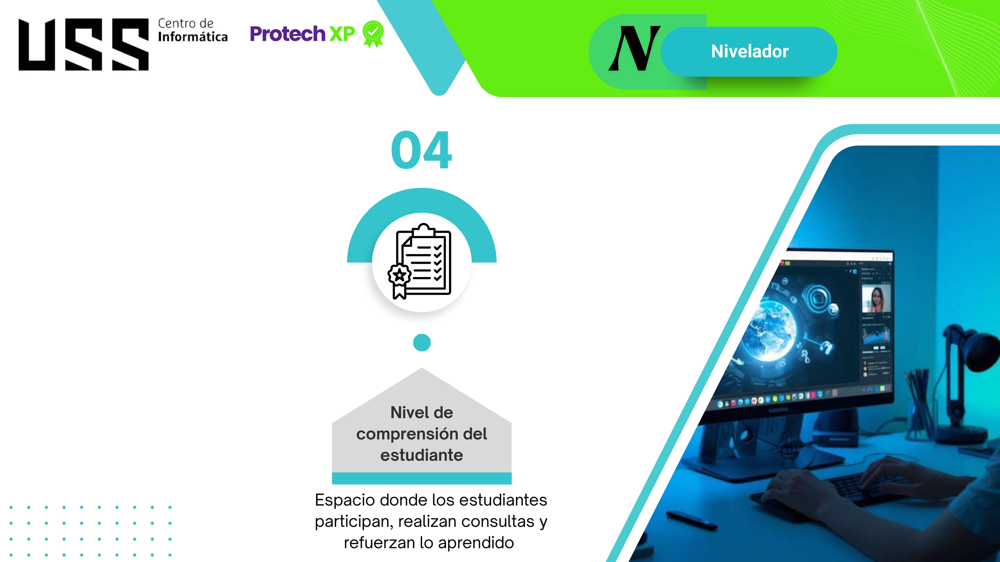 USS
Centro de
Informática
Protech XP
N
Nivelador
04
Nivel de
comprensión del
estudiante
Espacio donde los estudiantes
participan, realizan consultas y
refuerzan lo aprendido